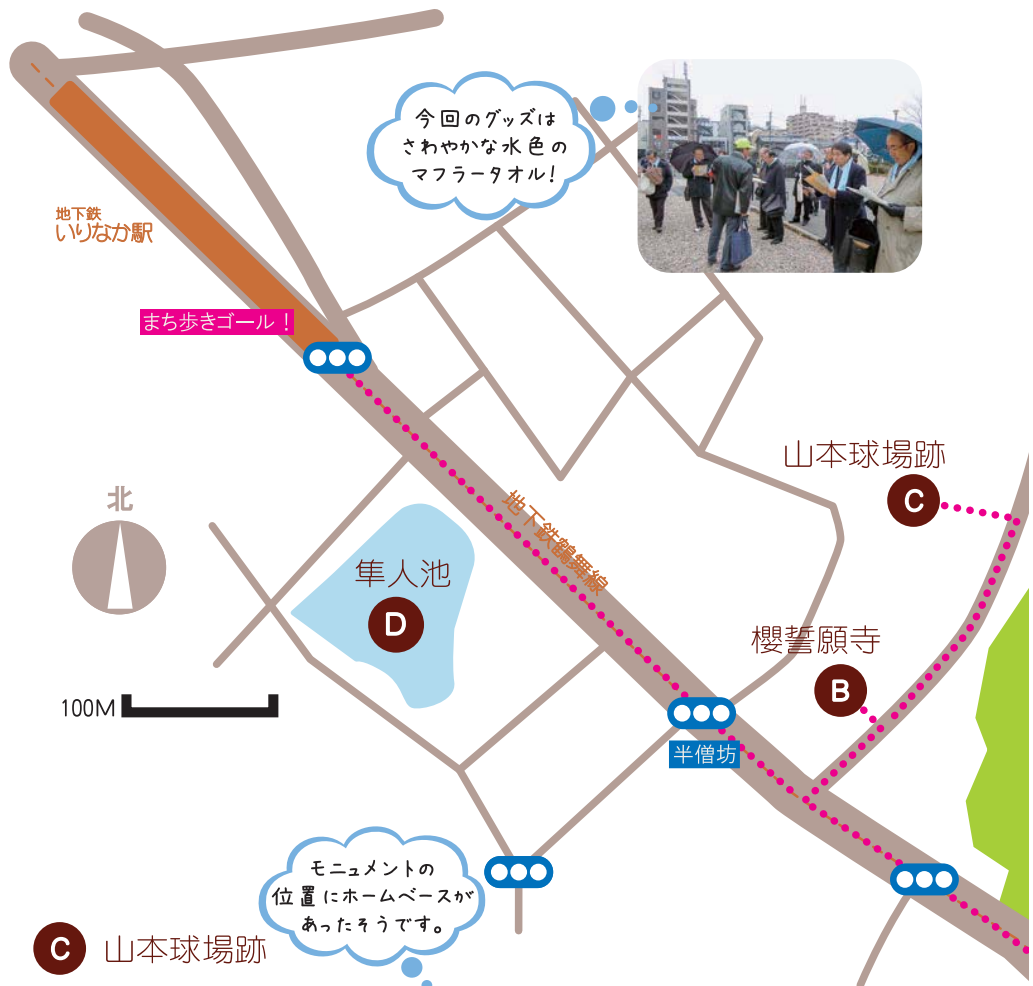 今回のグッズは
さわやかな水色の
マフラータオル!
地下鉄
いりなか駅
まち歩きゴール！
山本球場跡
C
北
地下鉄鶴舞線
隼人池
D
櫻誓願寺
B
100M
半僧坊
モニュメントの
位置にホームベースが
あったそうです。
C 山本球場跡